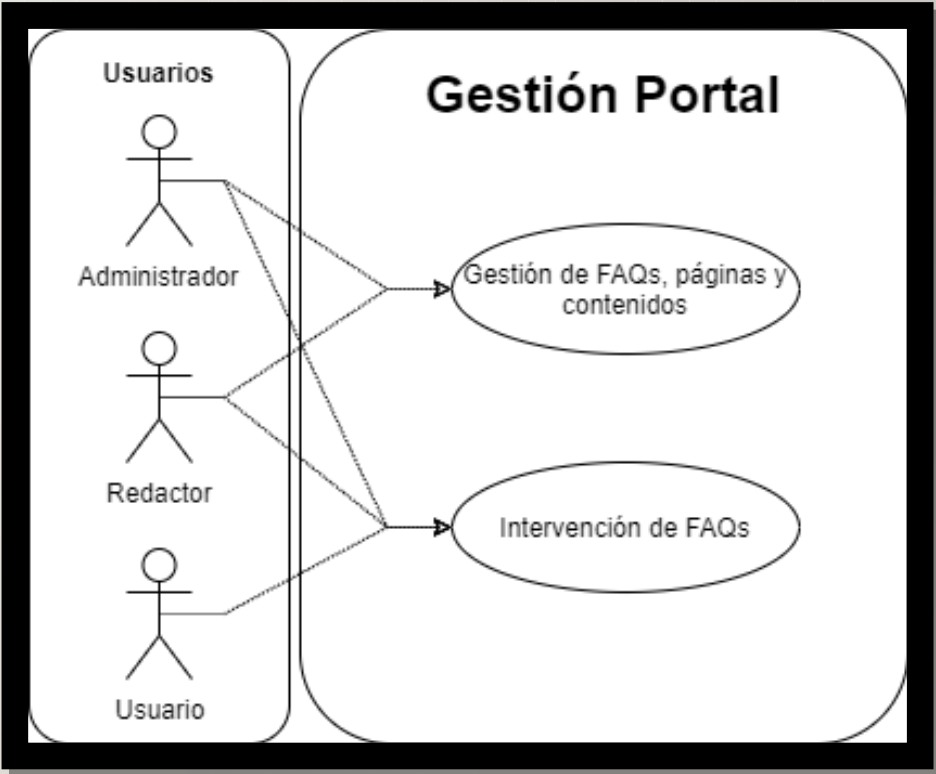 Usuarios
Gestión Portal
Administrador
Gestión de FAQs, páginas y
contenidos
Redactor
Intervención de FAQs
Usuario